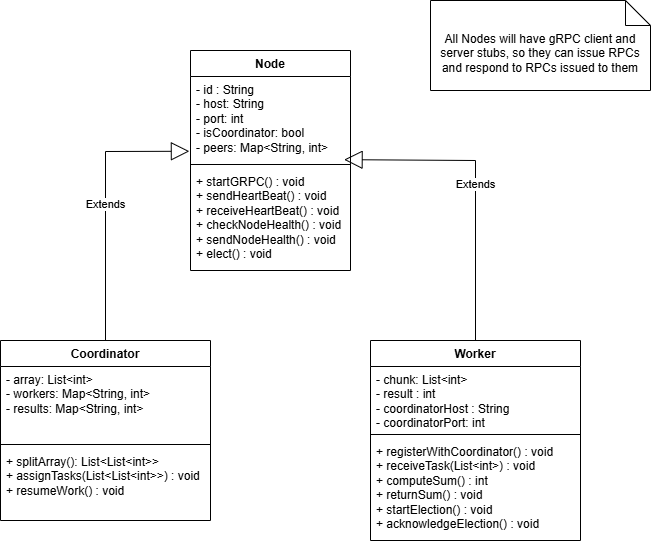 All Nodes will have gRPC client and
server stubs, so they can issue RPCs
and respond to RPCs issued to them
Node
- id : String
- host: String
- port: int
- isCoordinator: bool
- peers: Map<String, int>
+ startGRPC() : void
+ sendHeartBeat() : void
+ receiveHeartBeat() : void
+ checkNodeHealth() : void
+ sendNodeHealth() : void
+ elect() : void
Extends
Extends
Coordinator
- array: List<int>
- workers: Map<String, int>
- results: Map<String, int>
+ splitArray(): List<List<int>>
+ assignTasks(List<List<int>>) : void
+ resumeWork() : void
Worker
- chunk: List<int>
- result : int
- coordinatorHost : String
- coordinatorPort: int
+ registerWithCoordinator() : void
+ receiveTask(List<int>) : void
+ computeSum() : int
+ returnSum() : void
+ startElection() : void
+ acknowledgeElection() : void